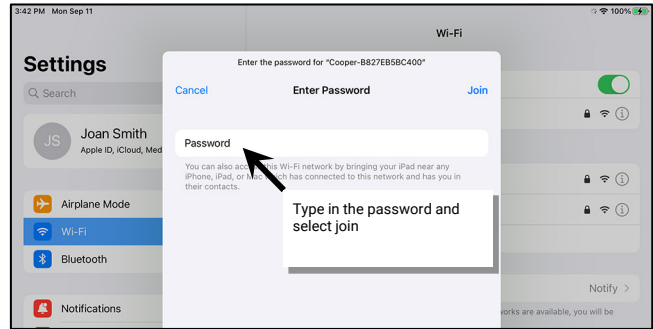 3:42 PM Mon Sep 11
100%
Wi-Fi
Settings
Search
JS
Joan Smith
Apple ID, iCloud, Med
Airplane Mode
Wi-Fi
Bluetooth
Notifications
Enter the password for “Cooper-B827EB5BC400”
Cancel
Enter Password
Join
Password
You can also acc this Wi-Fi network by bringing your iPad near any
iPhone, iPad, or Mac which has connected to this network and has you in
their contacts.
Type in the password and
select join
Notify
works are available, you will be